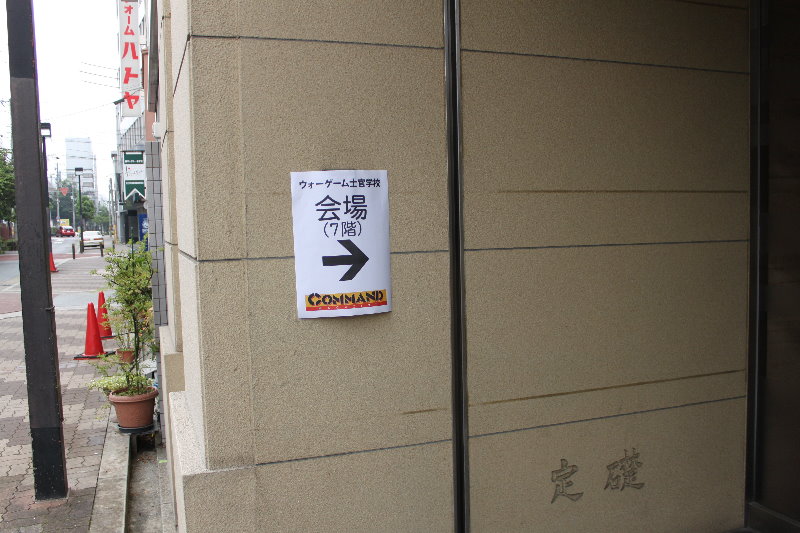 ォーム ハトヤ
ウォーゲーム士官学校
会場
(7階)
COMMAND
定礎